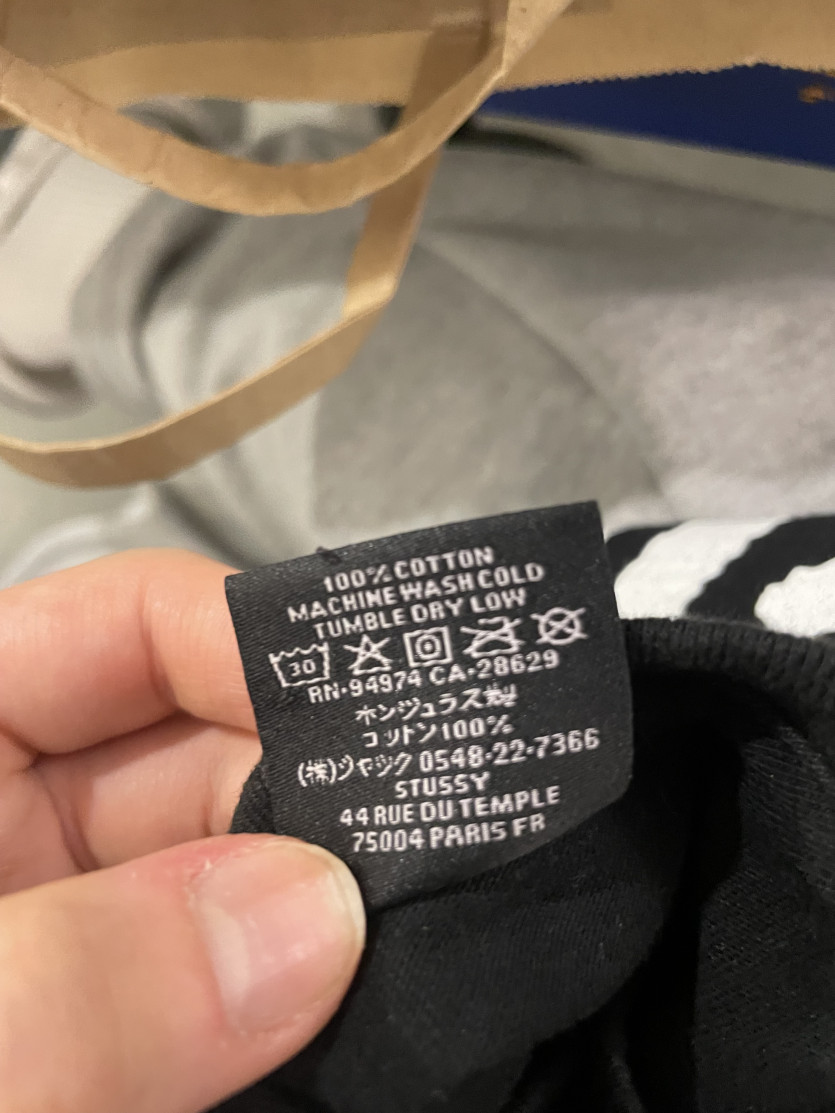 100% COTTON
MACHINE WASH COLD
TUMBLE DRY LOW
30
RN·94974 CA·28629
ホンジュラス製
コットン100%
(株)ジャック 0548·22·7366
STUSSY
44 RUE DU TEMPLE
75004 PARIS FR